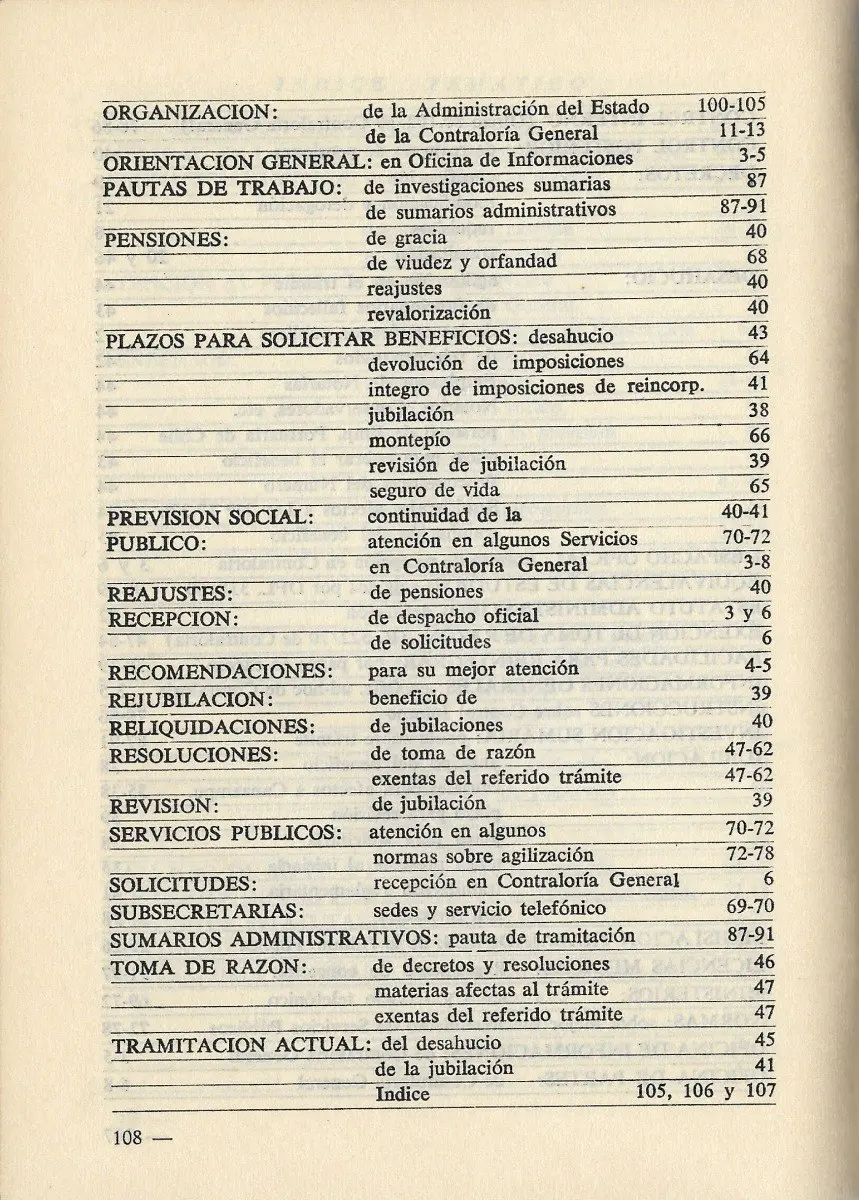 ORGANIZACION: de la Administración del Estado 100-105
de la Contraloría General 11-13
ORIENTACION GENERAL: en Oficina de Informaciones 3-5
PAUTAS DE TRABAJO: de investigaciones sumarias 87
de sumarios administrativos 87-91
PENSIONES: de gracia 40
de viudez y orfandad 68
reajustes 40
revalorización 40
PLAZOS PARA SOLICITAR BENEFICIOS: desahucio 43
devolución de imposiciones 64
integro de imposiciones de reincorp. 41
jubilación 38
montepío 66
revisión de jubilación 39
seguro de vida 65
PREVISION SOCIAL: continuidad de la 40-41
PUBLICO: atención en algunos Servicios 70-72
en Contraloría General 3-8
REAJUSTES: de pensiones 40
RECEPCION: de despacho oficial 3 y 6
de solicitudes 6
RECOMENDACIONES: para su mejor atención 4-5
REJUBILACION: beneficio de 39
RELIQUIDACIONES: de jubilaciones 40
RESOLUCIONES: de toma de razón 47-62
exentas del referido trámite 47-62
REVISION: de jubilación 39
SERVICIOS PUBLICOS: atención en algunos 70-72
normas sobre agilización 72-78
SOLICITUDES: recepción en Contraloría General 6
SUBSECRETARIAS: sedes y servicio telefónico 69-70
SUMARIOS ADMINISTRATIVOS: pauta de tramitación 87-91
TOMA DE RAZON: de decretos y resoluciones 46
materias afectas al trámite 47
exentas del referido trámite 47
TRAMITACION ACTUAL: del desahucio 45
de la jubilación 41
Indice 105, 106 y 107
108 —